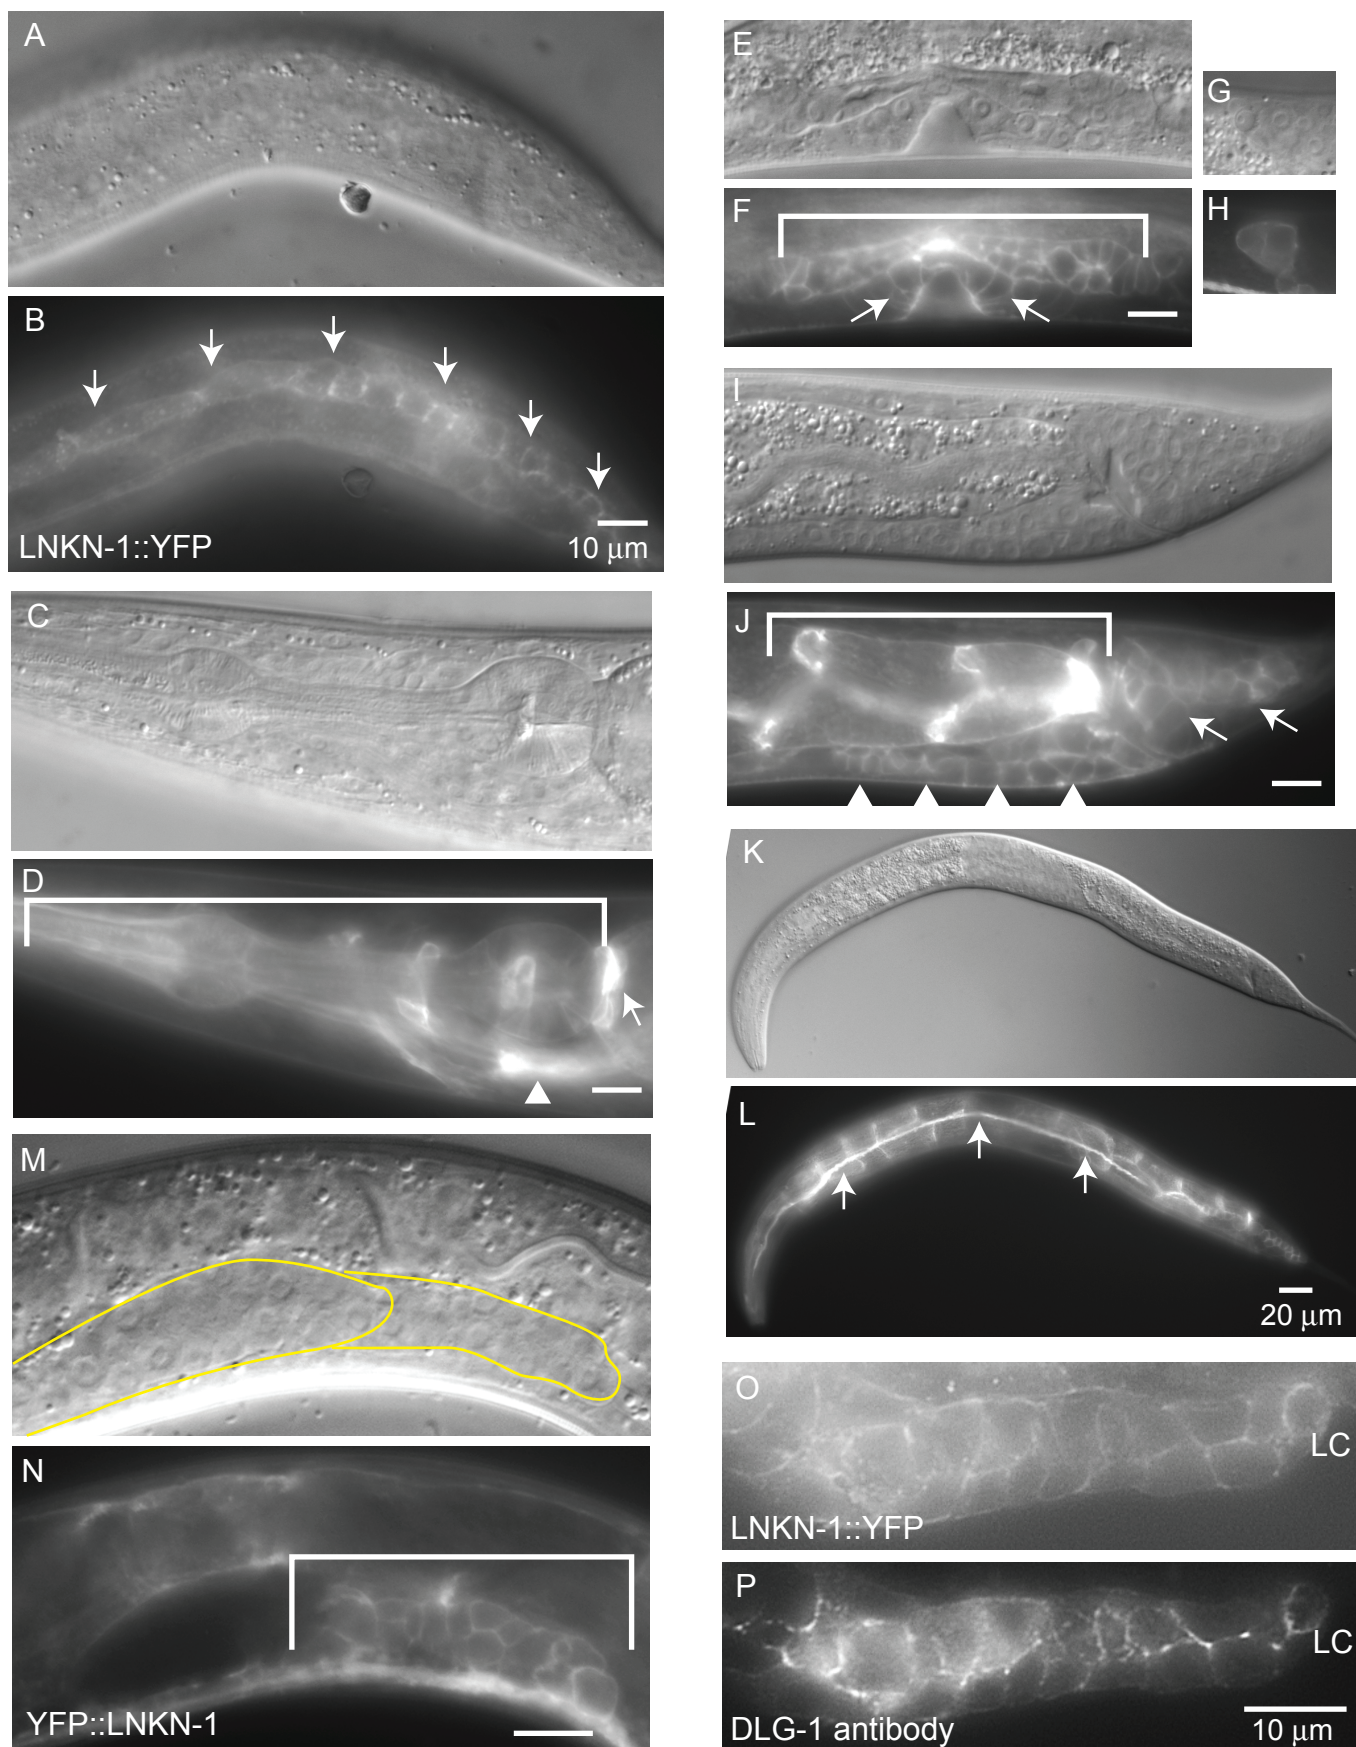 A
B
LNKN-1::YFP
10 µm
C
D
M
N
YFP::LNKN-1
E
F
G
H
I
J
K
L
20 µm
O
LC
LNKN-1::YFP
P
LC
DLG-1 antibody
10 µm